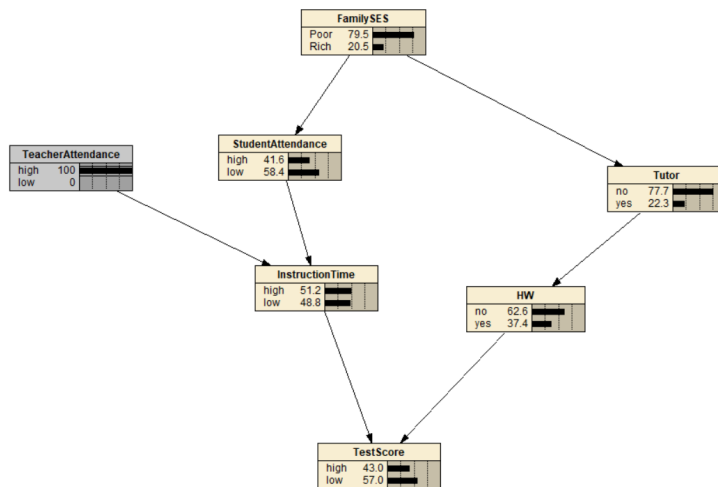 FamilySES
Poor 79.5
Rich 20.5
StudentAttendance
high 41.6
low 58.4
TeacherAttendance
high 100
low 0
Tutor
no 77.7
yes 22.3
InstructionTime
high 51.2
low 48.8
HW
no 62.6
yes 37.4
TestScore
high 43.0
low 57.0